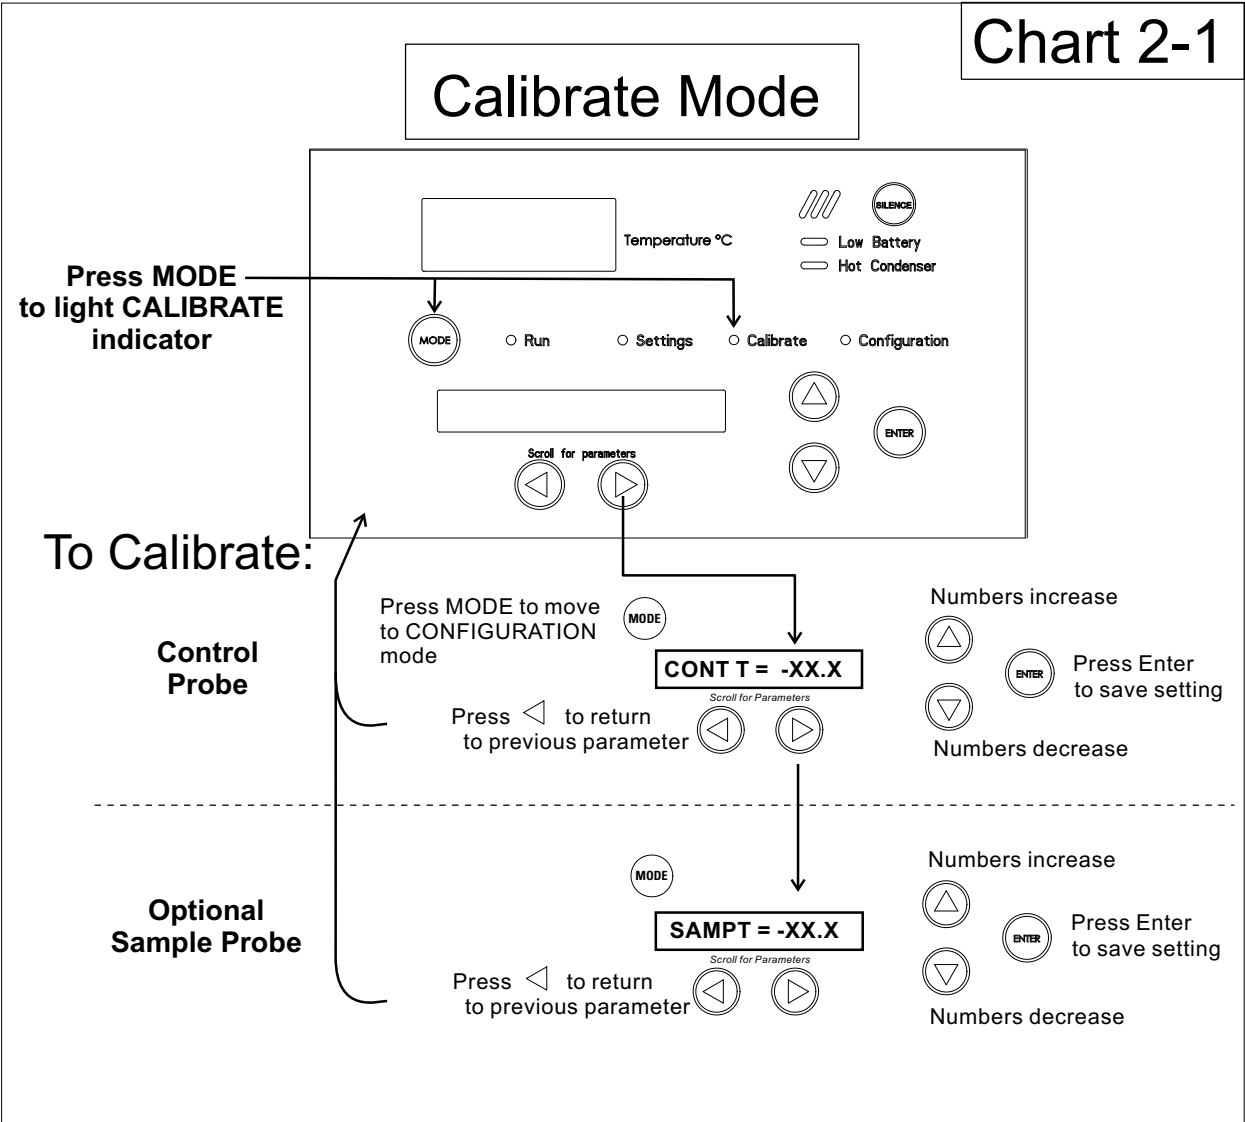 Chart 2-1
Calibrate Mode
SILENCE
Temperature °C
Low Battery
Hot Condenser
Press MODE
to light CALIBRATE
indicator
MODE
Run
Settings
Calibrate
Configuration
ENTER
Scroll for parameters
To Calibrate:
Control
Probe
Press MODE to move
to CONFIGURATION
mode
MODE
CONT T = -XX.X
Scroll for Parameters
Press ◁ to return
to previous parameter
Numbers increase
ENTER
Press Enter
to save setting
Numbers decrease
Optional
Sample Probe
MODE
SAMPT = -XX.X
Scroll for Parameters
Press ◁ to return
to previous parameter
Numbers increase
ENTER
Press Enter
to save setting
Numbers decrease